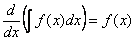 d/dx (∫ f(x)dx) = f(x)